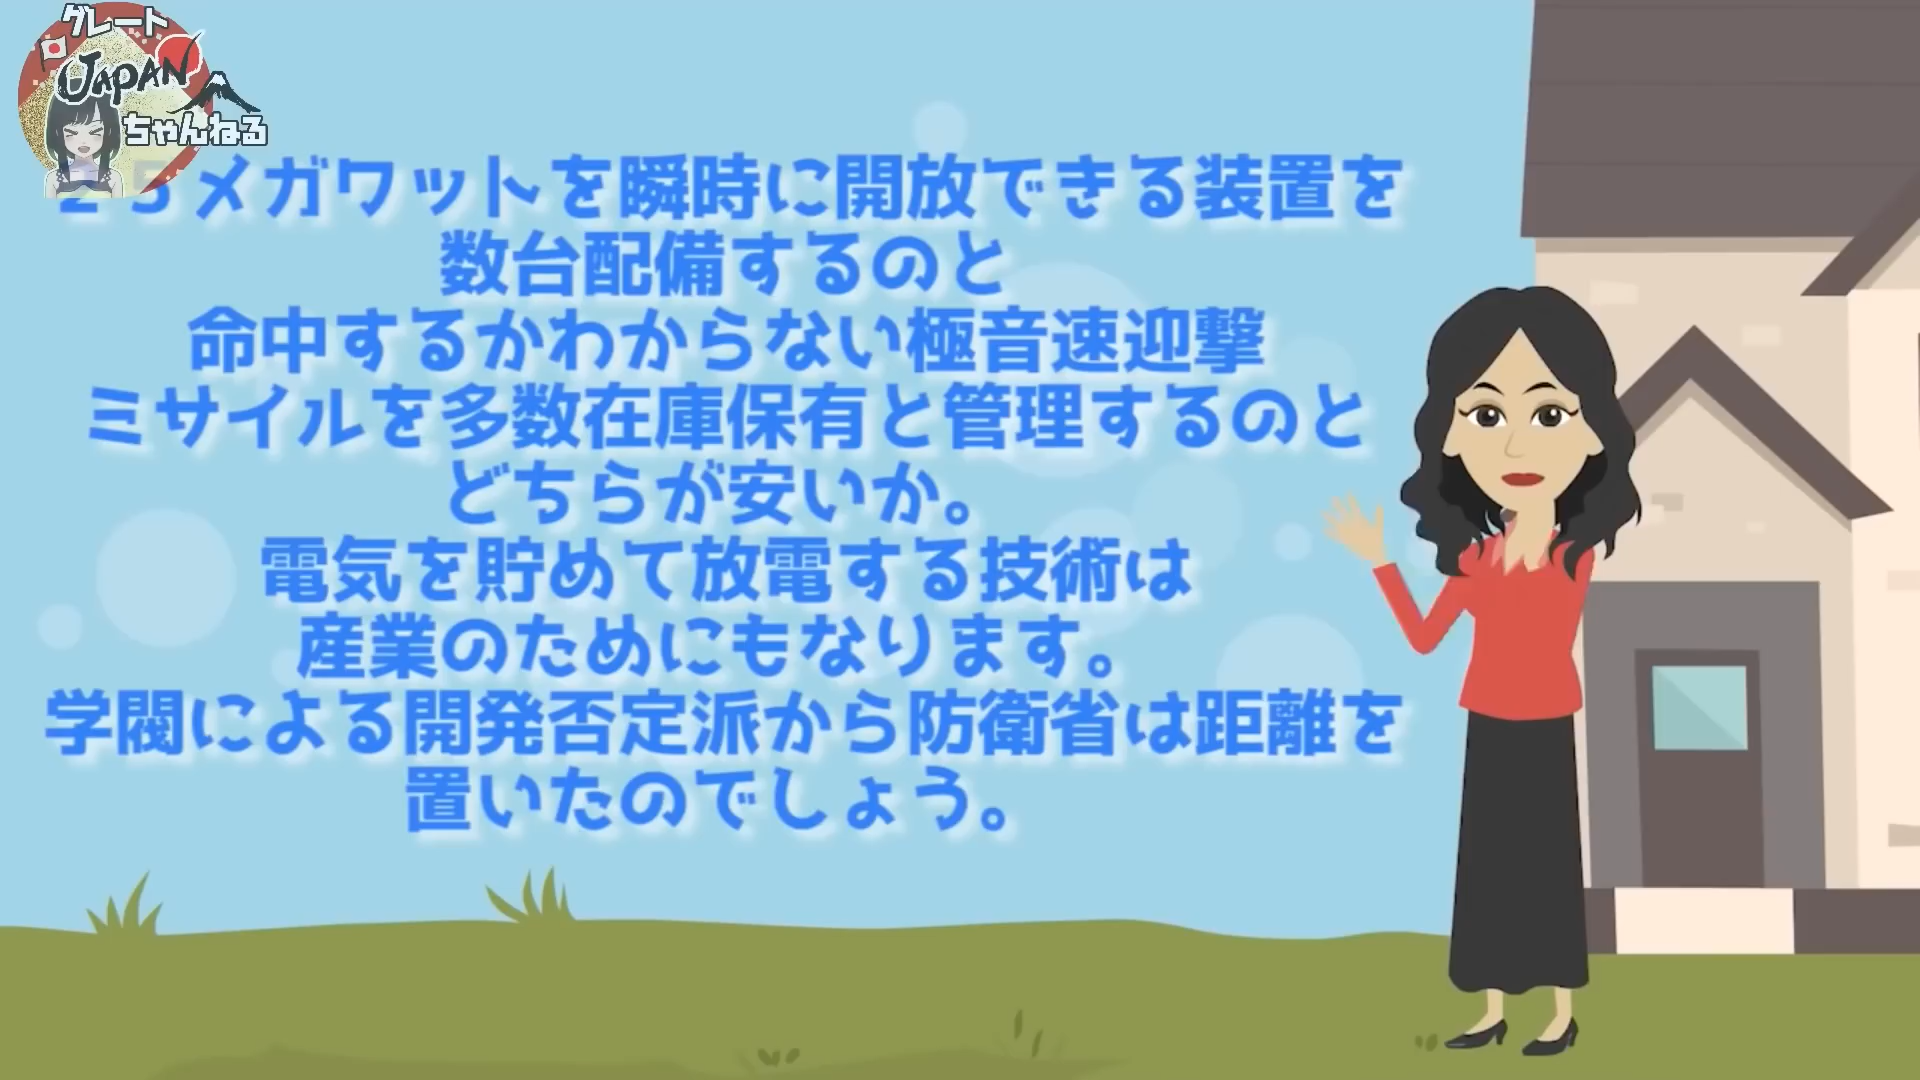 グレート
JAPAN
ちゃんねる
25メガワットを瞬時に開放できる装置を
数台配備するのと
命中するかわからない極音速迎撃
ミサイルを多数在庫保有と管理するのと
どちらが安いか。
電気を貯めて放電する技術は
産業のためにもなります。
学閥による開発否定派から防衛省は距離を
置いたのでしょう。